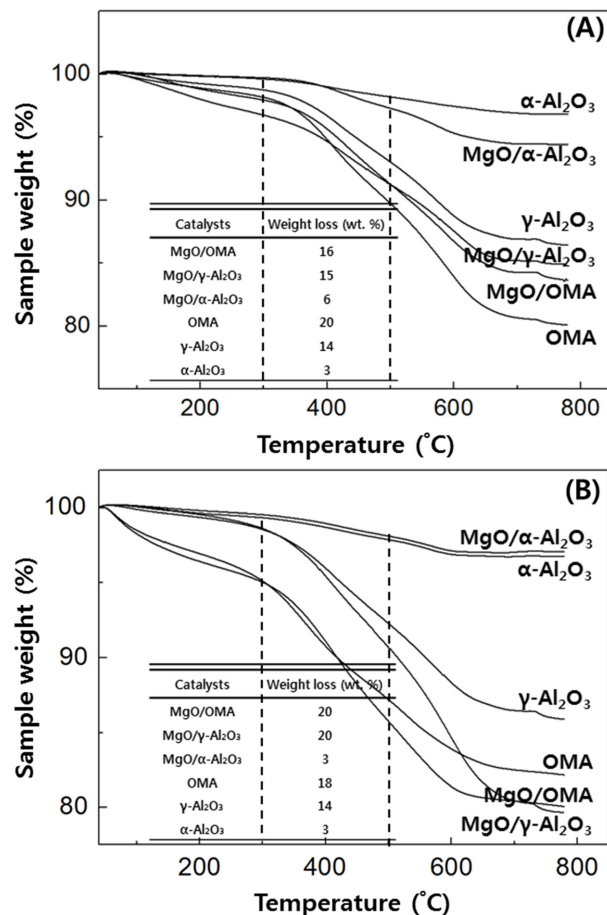 (A)
Sample weight (%)
100
90
80
α-Al₂O₃
MgO/α-Al₂O₃
γ-Al₂O₃
MgO/γ-Al₂O₃
MgO/OMA
OMA
Catalysts Weight loss (wt. %)
MgO/OMA 16
MgO/γ-Al₂O₃ 15
MgO/α-Al₂O₃ 6
OMA 20
γ-Al₂O₃ 14
α-Al₂O₃ 3
200 400 600 800
Temperature (˚C)
(B)
Sample weight (%)
100
90
80
MgO/α-Al₂O₃
α-Al₂O₃
γ-Al₂O₃
OMA
MgO/OMA
MgO/γ-Al₂O₃
Catalysts Weight loss (wt. %)
MgO/OMA 20
MgO/γ-Al₂O₃ 20
MgO/α-Al₂O₃ 3
OMA 18
γ-Al₂O₃ 14
α-Al₂O₃ 3
200 400 600 800
Temperature (˚C)